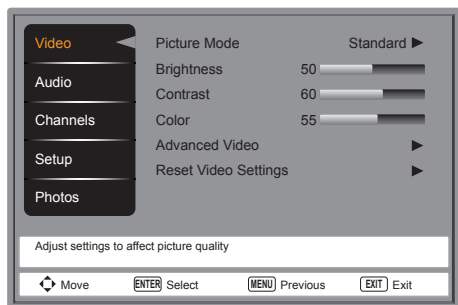 Video
Audio
Channels
Setup
Photos
Picture Mode Standard
Brightness 50
Contrast 60
Color 55
Advanced Video
Reset Video Settings
Adjust settings to affect picture quality
Move ENTER Select MENU Previous EXIT Exit